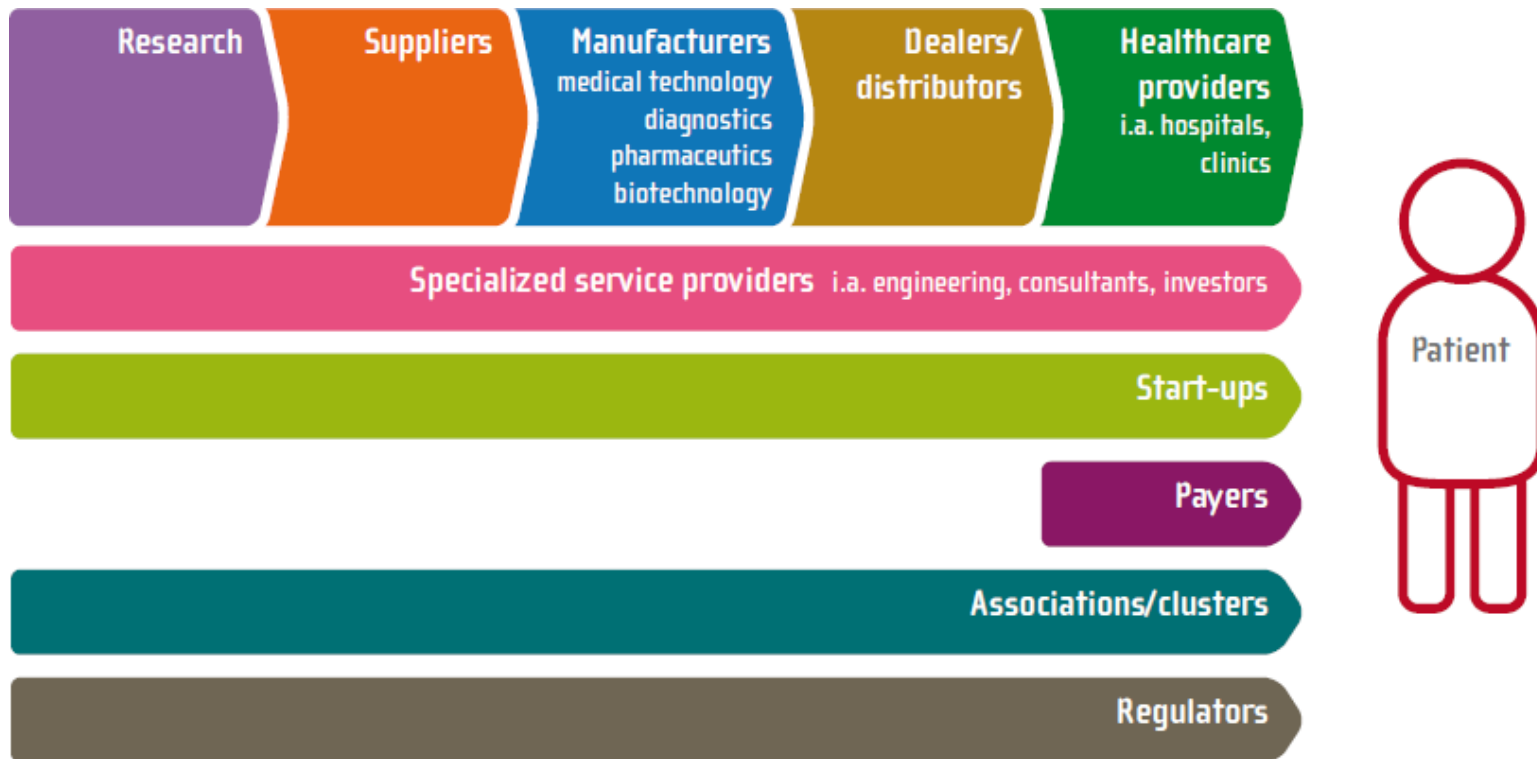 Research
Suppliers
Manufacturers
medical technology
diagnostics
pharmaceutics
biotechnology
Dealers/
distributors
Healthcare
providers
i.a. hospitals,
clinics
Specialized service providers i.a. engineering, consultants, investors
Start-ups
Payers
Associations/clusters
Regulators
Patient